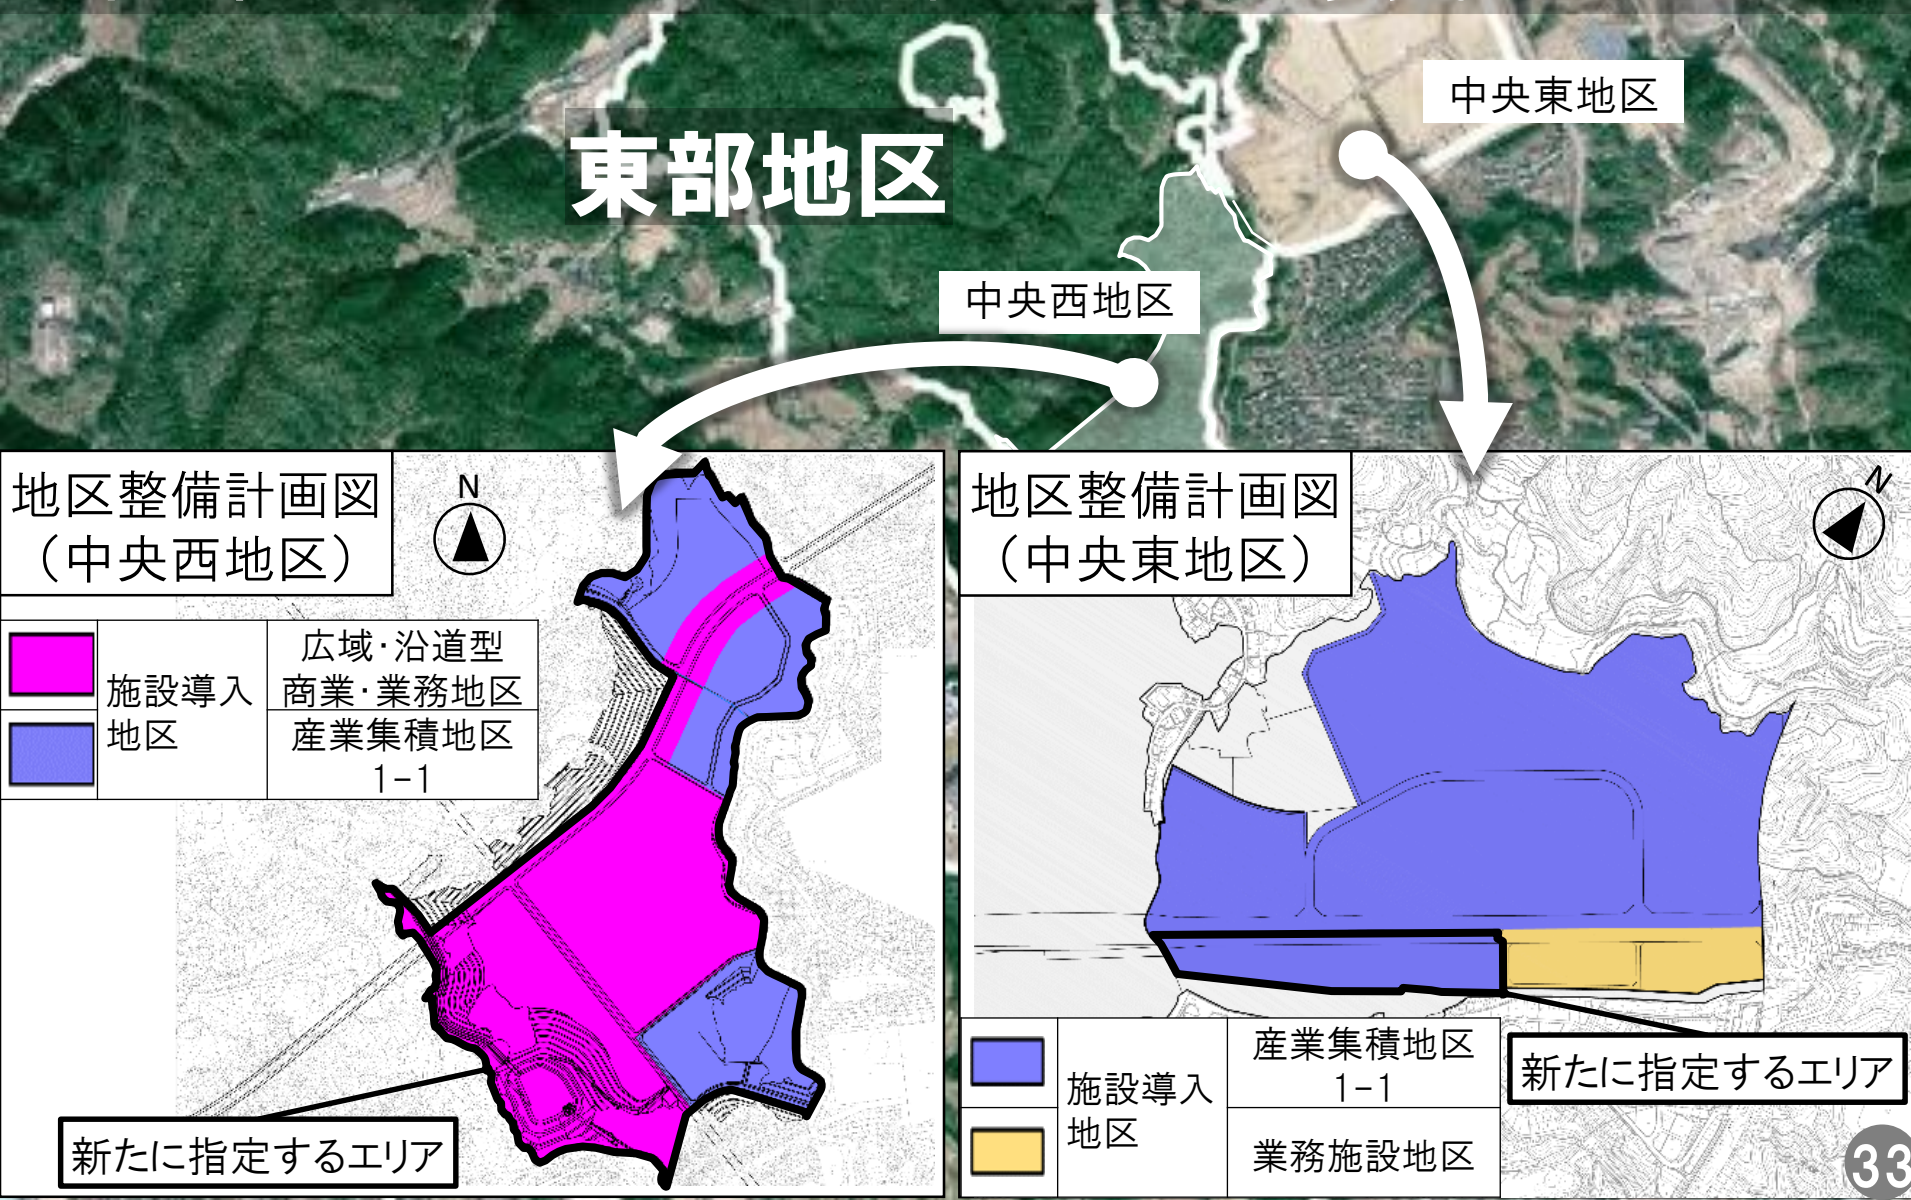 中央東地区
東部地区
中央西地区
地区整備計画図
（中央西地区）
N
施設導入
地区
広域・沿道型
商業・業務地区
産業集積地区
1-1
新たに指定するエリア
地区整備計画図
（中央東地区）
N
施設導入
地区
産業集積地区
1-1
業務施設地区
新たに指定するエリア
33